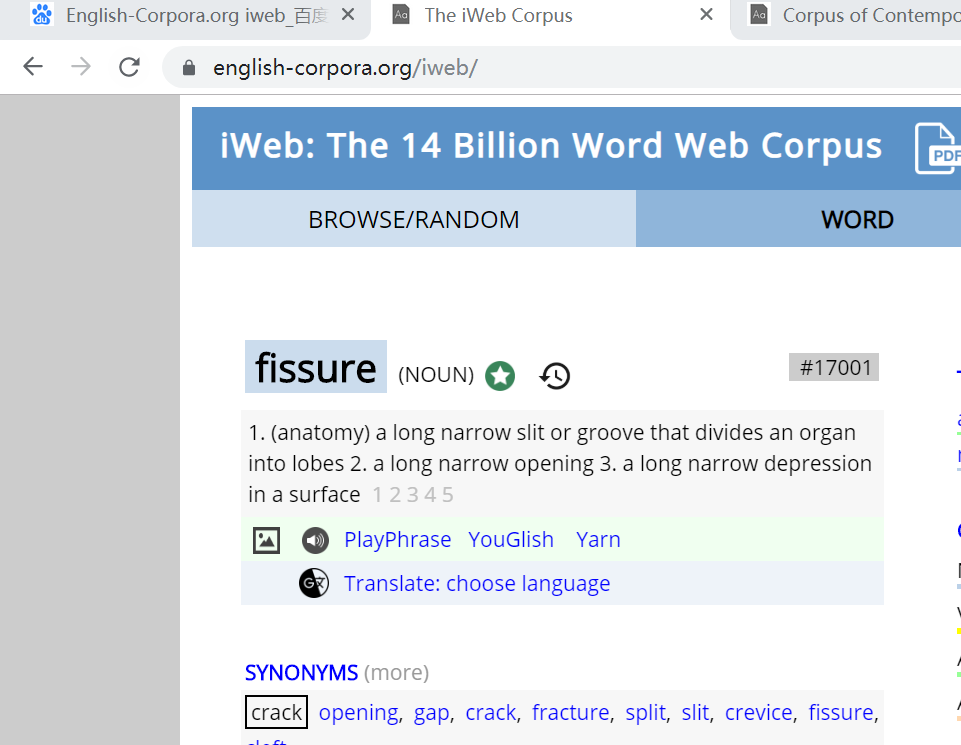 English-Corpora.org iweb_百度
The iWeb Corpus
Corpus of Contempo
english-corpora.org/iweb/
iWeb: The 14 Billion Word Web Corpus
PDF
BROWSE/RANDOM
WORD
fissure (NOUN) #17001
1. (anatomy) a long narrow slit or groove that divides an organ
into lobes 2. a long narrow opening 3. a long narrow depression
in a surface 1 2 3 4 5
PlayPhrase YouGlish Yarn
Translate: choose language
SYNONYMS (more)
crack opening, gap, crack, fracture, split, slit, crevice, fissure,
cleft